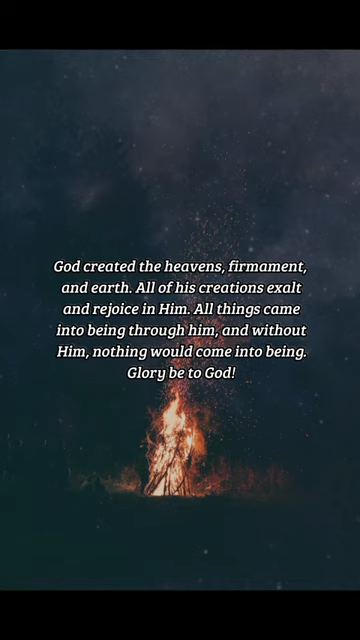 God created the heavens, firmament,
and earth. All of his creations exalt
and rejoice in Him. All things came
into being through him, and without
Him, nothing would come into being.
Glory be to God!